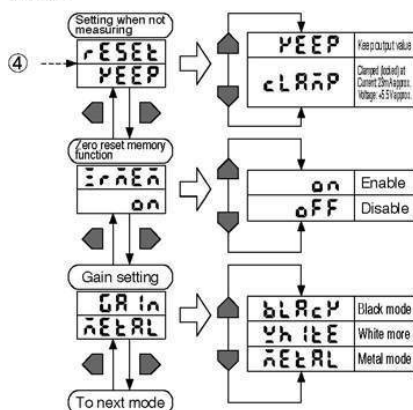 Setting when not
measuring
④
rESEt
KEEP
KEEP Keep output value
cLAmP Clamped (locked) at
Current: 23mA approx.
Voltage: +5.5V approx.
Zero reset memory
function
ZrmEm
on
on Enable
oFF Disable
Gain setting
GAIn
mEtAL
bLAcK Black mode
WhItE White more
mEtAL Metal mode
To next mode